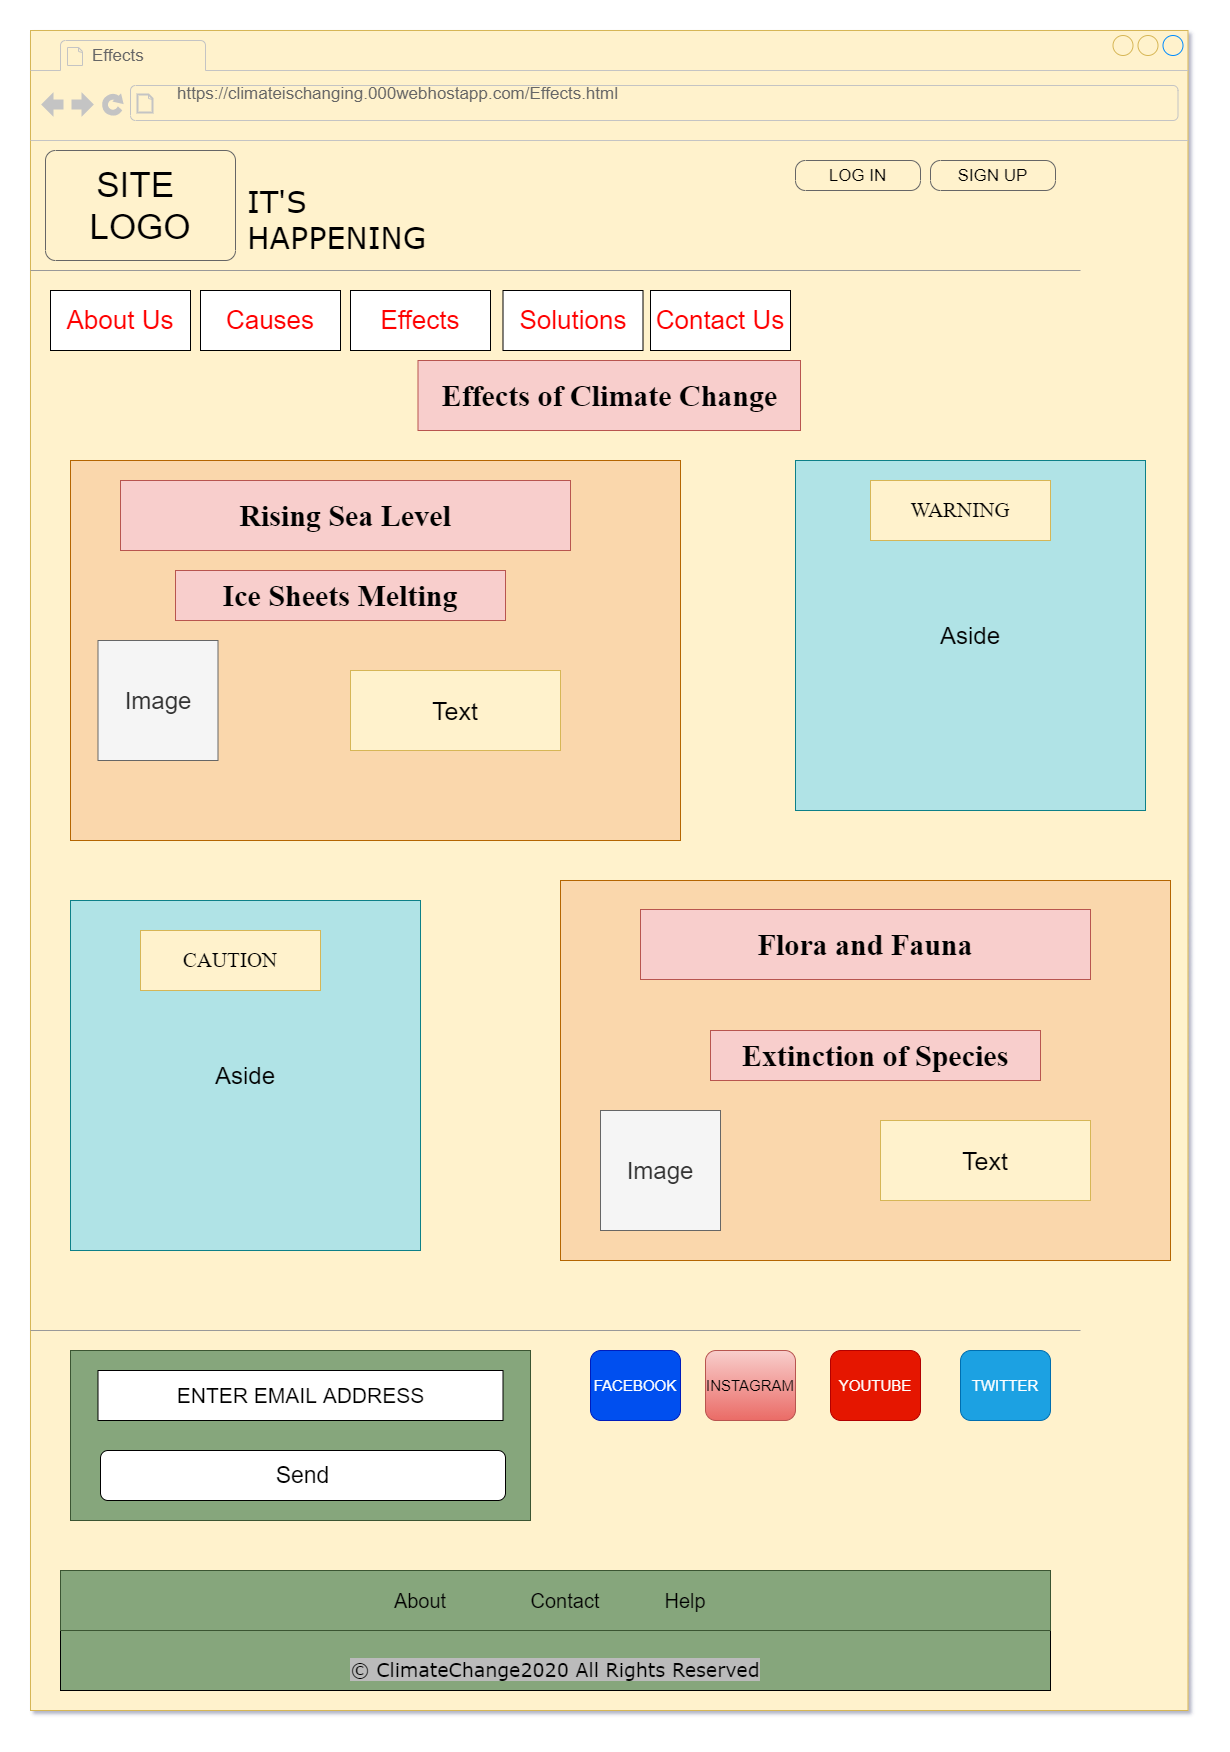 Effects
https://climateischanging.000webhostapp.com/Effects.html
SITE
LOGO
IT'S
HAPPENING
LOG IN
SIGN UP
About Us
Causes
Effects
Solutions
Contact Us
Effects of Climate Change
Rising Sea Level
Ice Sheets Melting
Image
Text
WARNING
Aside
CAUTION
Aside
Flora and Fauna
Extinction of Species
Image
Text
ENTER EMAIL ADDRESS
Send
FACEBOOK
INSTAGRAM
YOUTUBE
TWITTER
About
Contact
Help
© ClimateChange2020 All Rights Reserved